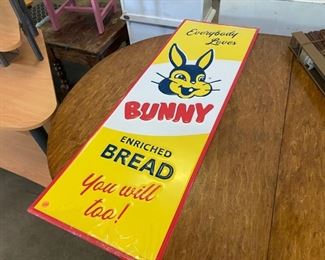 Everybody
Loves
BUNNY
ENRICHED
BREAD
You will
too!